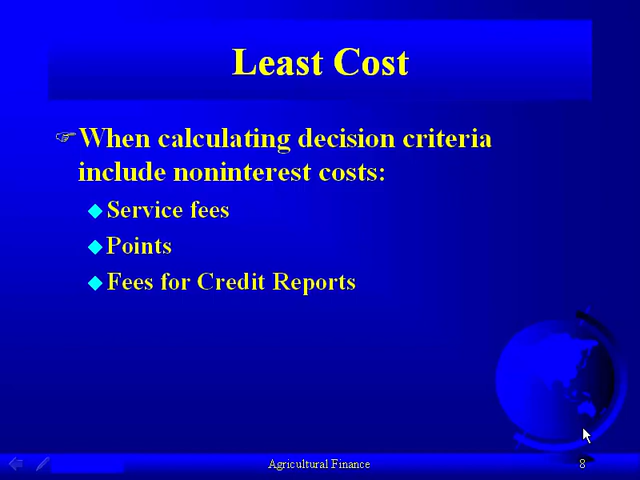 Least Cost
When calculating decision criteria
include noninterest costs:
Service fees
Points
Fees for Credit Reports
Agricultural Finance 8